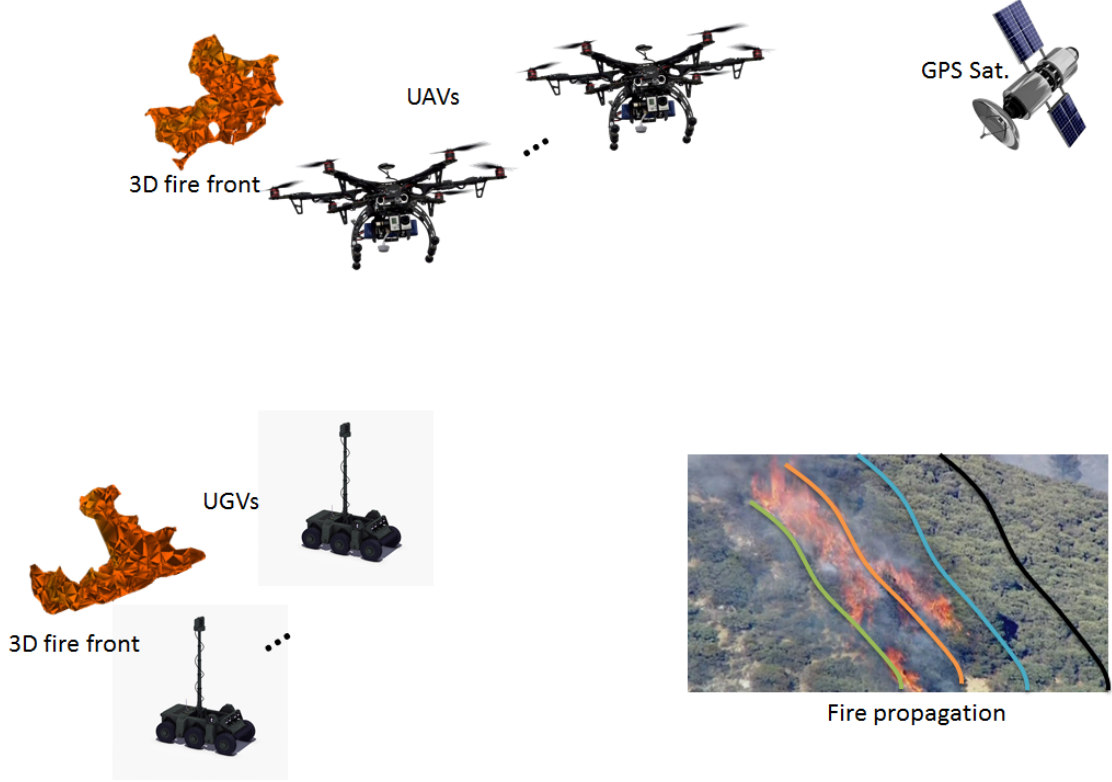 GPS Sat.
UAVs
3D fire front
UGVs
3D fire front
Fire propagation